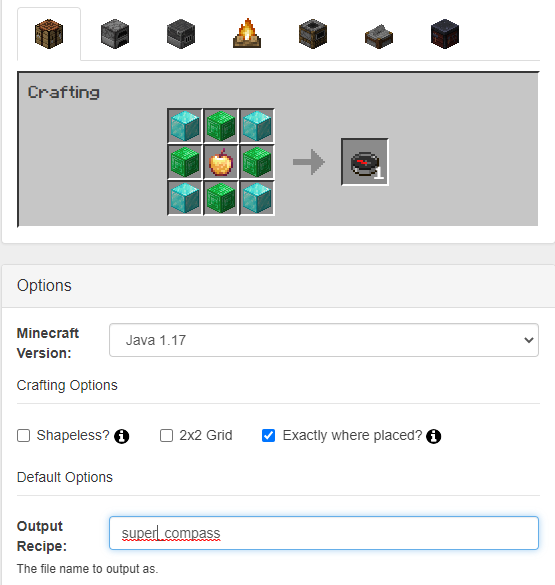 Crafting
1
Options
Minecraft Version:
Java 1.17
Crafting Options
Shapeless? 2x2 Grid Exactly where placed?
Default Options
Output Recipe:
super_compass
The file name to output as.